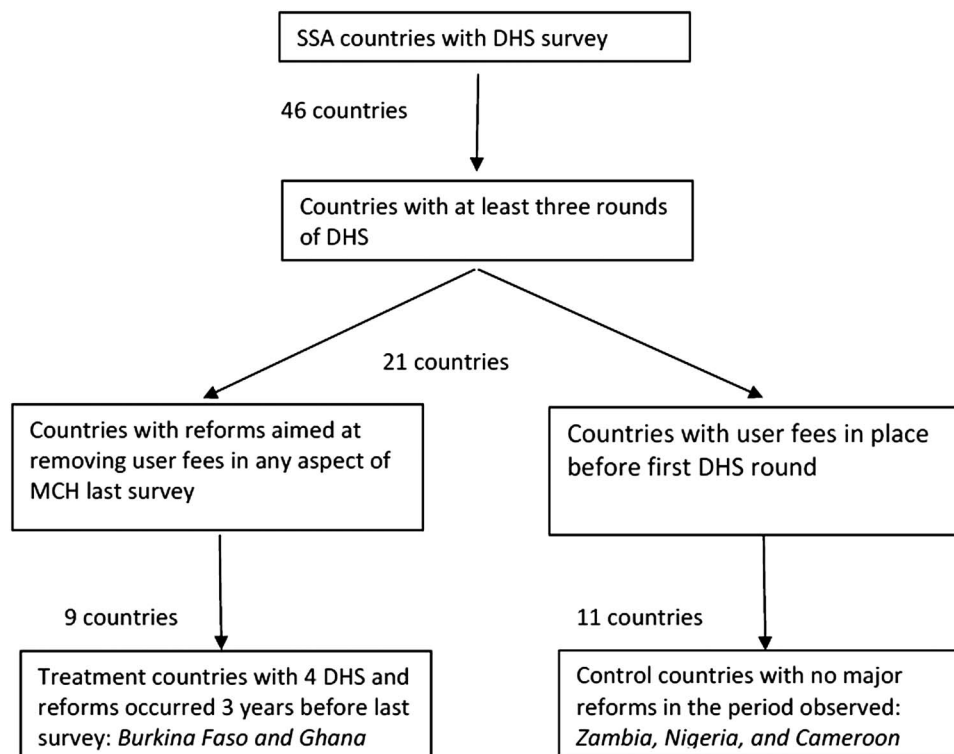 SSA countries with DHS survey
46 countries
Countries with at least three rounds
of DHS
21 countries
Countries with reforms aimed at
removing user fees in any aspect of
MCH last survey
Countries with user fees in place
before first DHS round
9 countries
11 countries
Treatment countries with 4 DHS and
reforms occurred 3 years before last
survey: Burkina Faso and Ghana
Control countries with no major
reforms in the period observed:
Zambia, Nigeria, and Cameroon